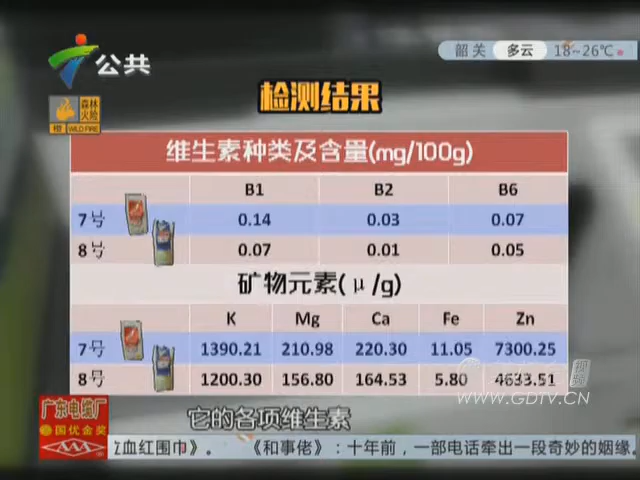 公共
韶关 多云 18~26℃
森林
火险
橙 WILD FIRE
检测结果
维生素种类及含量(mg/100g)
B1 B2 B6
7号 0.14 0.03 0.07
8号 0.07 0.01 0.05
矿物元素(μ/g)
K Mg Ca Fe Zn
7号 1390.21 210.98 220.30 11.05 7300.25
8号 1200.30 156.80 164.53 5.80 4633.51
视频
WWW.GDTV.CN
广东电缆厂
国优金奖
AAA
它的各项维生素
血红围巾》。 《和事佬》：十年前，一部电话牵出一段奇妙的姻缘。